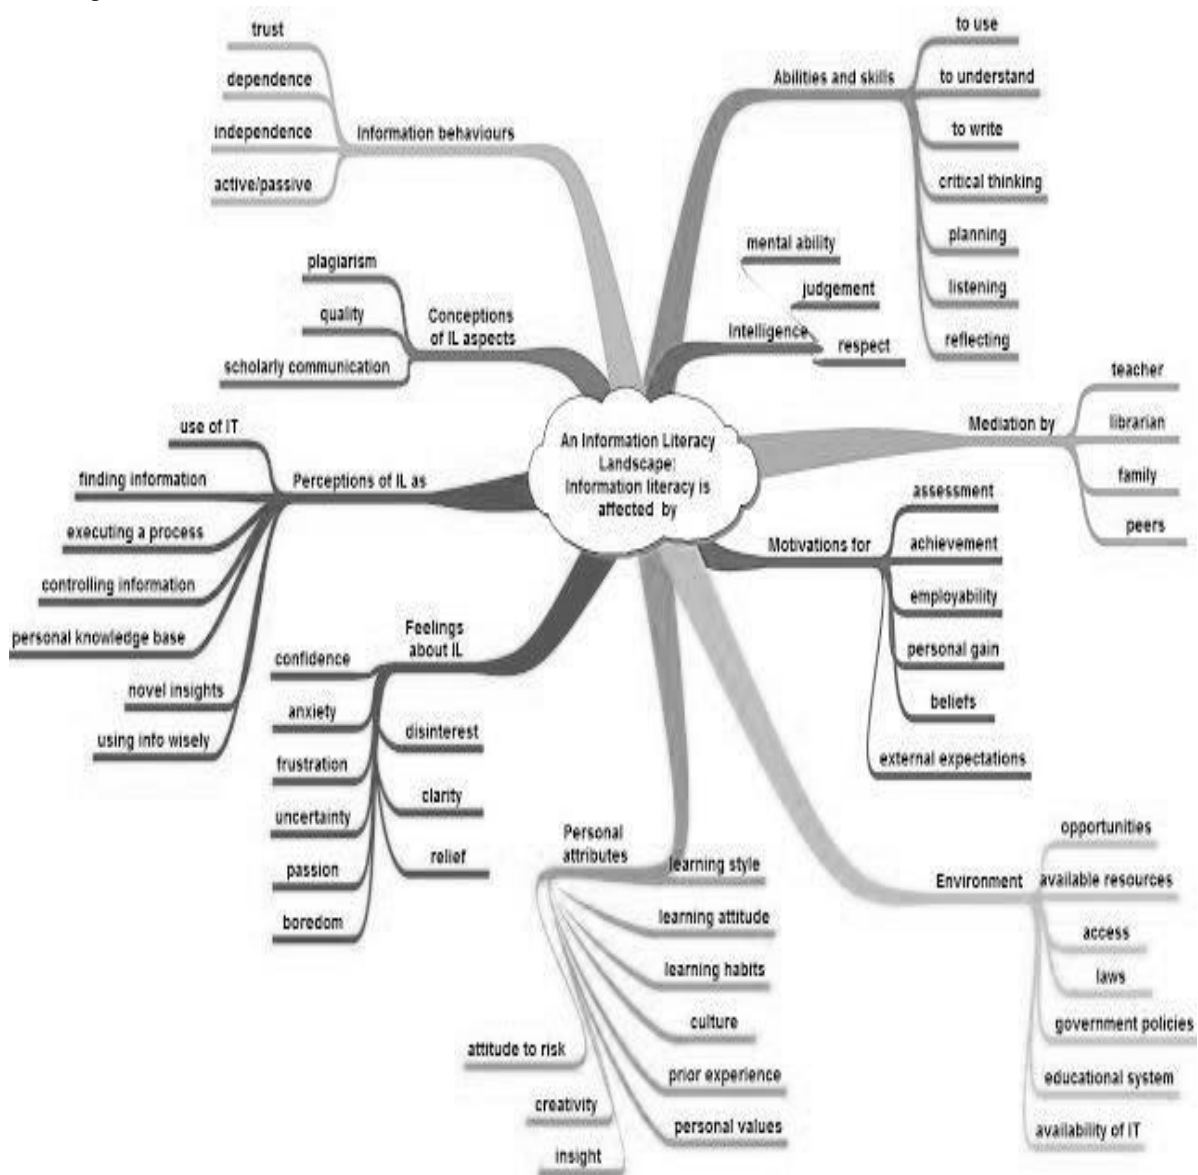 trust
dependence
independence
active/passive
Information behaviours
plagiarism
quality
scholarly communication
Conceptions
of IL aspects
use of IT
finding information
executing a process
controlling information
personal knowledge base
novel insights
using info wisely
Perceptions of IL as
Feelings
about IL
confidence
anxiety
frustration
uncertainty
passion
boredom
disinterest
clarity
relief
An Information Literacy
Landscape:
Information literacy is
affected by
Abilities and skills
to use
to understand
to write
critical thinking
planning
listening
reflecting
mental ability
judgement
Intelligence
respect
Mediation by
teacher
librarian
family
peers
Motivations for
assessment
achievement
employability
personal gain
beliefs
external expectations
Personal
attributes
learning style
learning attitude
learning habits
culture
prior experience
personal values
attitude to risk
creativity
insight
Environment
opportunities
available resources
access
laws
government policies
educational system
availability of IT